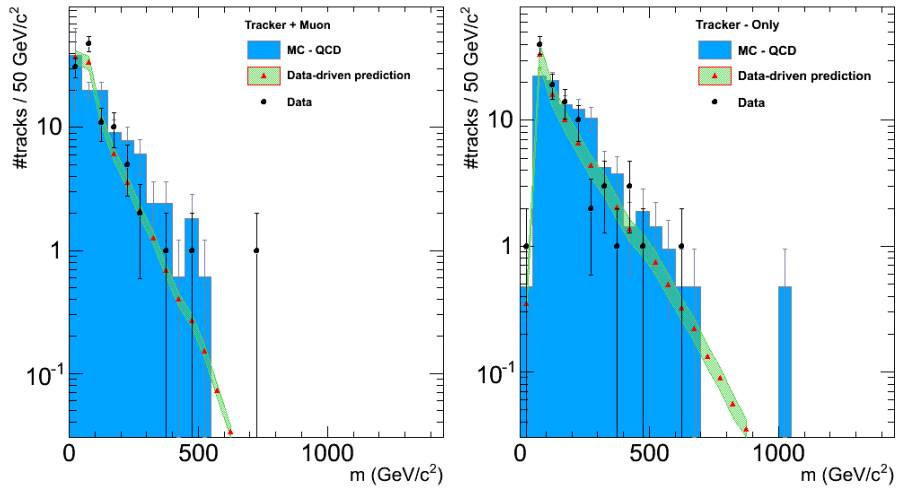 #tracks / 50 GeV/c²
Tracker + Muon
MC - QCD
Data-driven prediction
Data
10
1
10⁻¹
0 500 1000
m (GeV/c²)
#tracks / 50 GeV/c²
Tracker - Only
MC - QCD
Data-driven prediction
Data
10
1
10⁻¹
0 500 1000
m (GeV/c²)